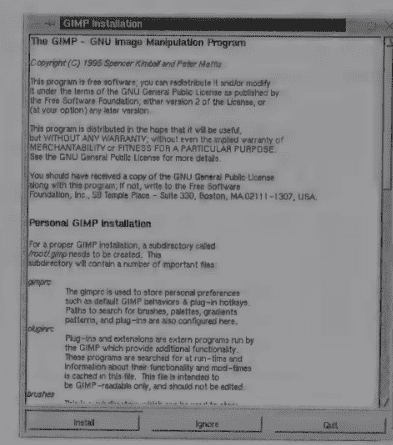 GIMP Installation
The GIMP - GNU Image Manipulation Program
Copyright (C) 1995 Spencer Kimball and Peter Mattis
This program is free software; you can redistribute it and/or modify
it under the terms of the GNU General Public License as published by
the Free Software Foundation; either version 2 of the License, or
(at your option) any later version.
This program is distributed in the hope that it will be useful,
but WITHOUT ANY WARRANTY; without even the implied warranty of
MERCHANTABILITY or FITNESS FOR A PARTICULAR PURPOSE.
See the GNU General Public License for more details.
You should have received a copy of the GNU General Public License
along with this program; if not, write to the Free Software
Foundation, Inc., 59 Temple Place - Suite 330, Boston, MA 02111-1307, USA.
Personal GIMP Installation
For a proper GIMP installation, a subdirectory called
/root/.gimp needs to be created. This
subdirectory will contain a number of important files:
gimprc
The gimprc is used to store personal preferences
such as default GIMP behaviors & plug-in hotkeys.
Paths to search for brushes, palettes, gradients
patterns, and plug-ins are also configured here.
pluginrc
Plug-ins and extensions are extern programs run by
the GIMP which provide additional functionality.
These programs are searched for at run-time and
information about their functionality and mod-times
is cached in this file. This file is intended to
be GIMP-readable only, and should not be edited.
brushes
Install Ignore Quit